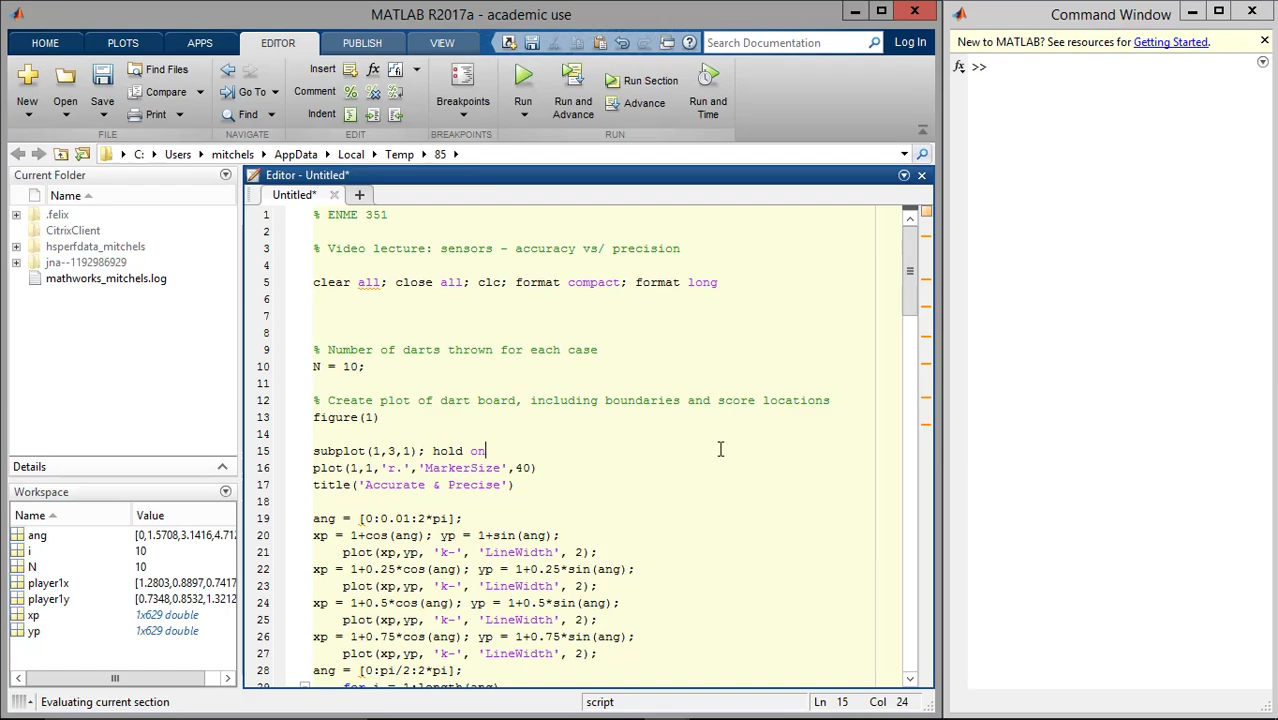 MATLAB R2017a - academic use
HOME PLOTS APPS EDITOR PUBLISH VIEW Search Documentation Log In
New Open Save Find Files Compare Print Go To Find Insert Comment Indent Breakpoints Run Run and Advance Run Section Advance Run and Time
FILE NAVIGATE EDIT BREAKPOINTS RUN
C: Users mitchels AppData Local Temp 85
Current Folder
Name
.felix
CitrixClient
hsperfdata_mitchels
jna--1192986929
mathworks_mitchels.log
Details
Workspace
Name Value
ang [0,1.5708,3.1416,4.712
i 10
N 10
player1x [1.2803,0.8897,0.7417
player1y [0.7348,0.8532,1.3212
xp 1x629 double
yp 1x629 double
Editor - Untitled*
Untitled*
1 % ENME 351
2
3 % Video lecture: sensors - accuracy vs/ precision
4
5 clear all; close all; clc; format compact; format long
6
7
8
9 % Number of darts thrown for each case
10 N = 10;
11
12 % Create plot of dart board, including boundaries and score locations
13 figure(1)
14
15 subplot(1,3,1); hold on
16 plot(1,1,'r.','MarkerSize',40)
17 title('Accurate & Precise')
18
19 ang = [0:0.01:2*pi];
20 xp = 1+cos(ang); yp = 1+sin(ang);
21 plot(xp,yp, 'k-', 'LineWidth', 2);
22 xp = 1+0.25*cos(ang); yp = 1+0.25*sin(ang);
23 plot(xp,yp, 'k-', 'LineWidth', 2);
24 xp = 1+0.5*cos(ang); yp = 1+0.5*sin(ang);
25 plot(xp,yp, 'k-', 'LineWidth', 2);
26 xp = 1+0.75*cos(ang); yp = 1+0.75*sin(ang);
27 plot(xp,yp, 'k-', 'LineWidth', 2);
28 ang = [0:pi/2:2*pi];
29 for i = 1:length(ang)
Evaluating current section script Ln 15 Col 24
Command Window
New to MATLAB? See resources for Getting Started.
fx >>